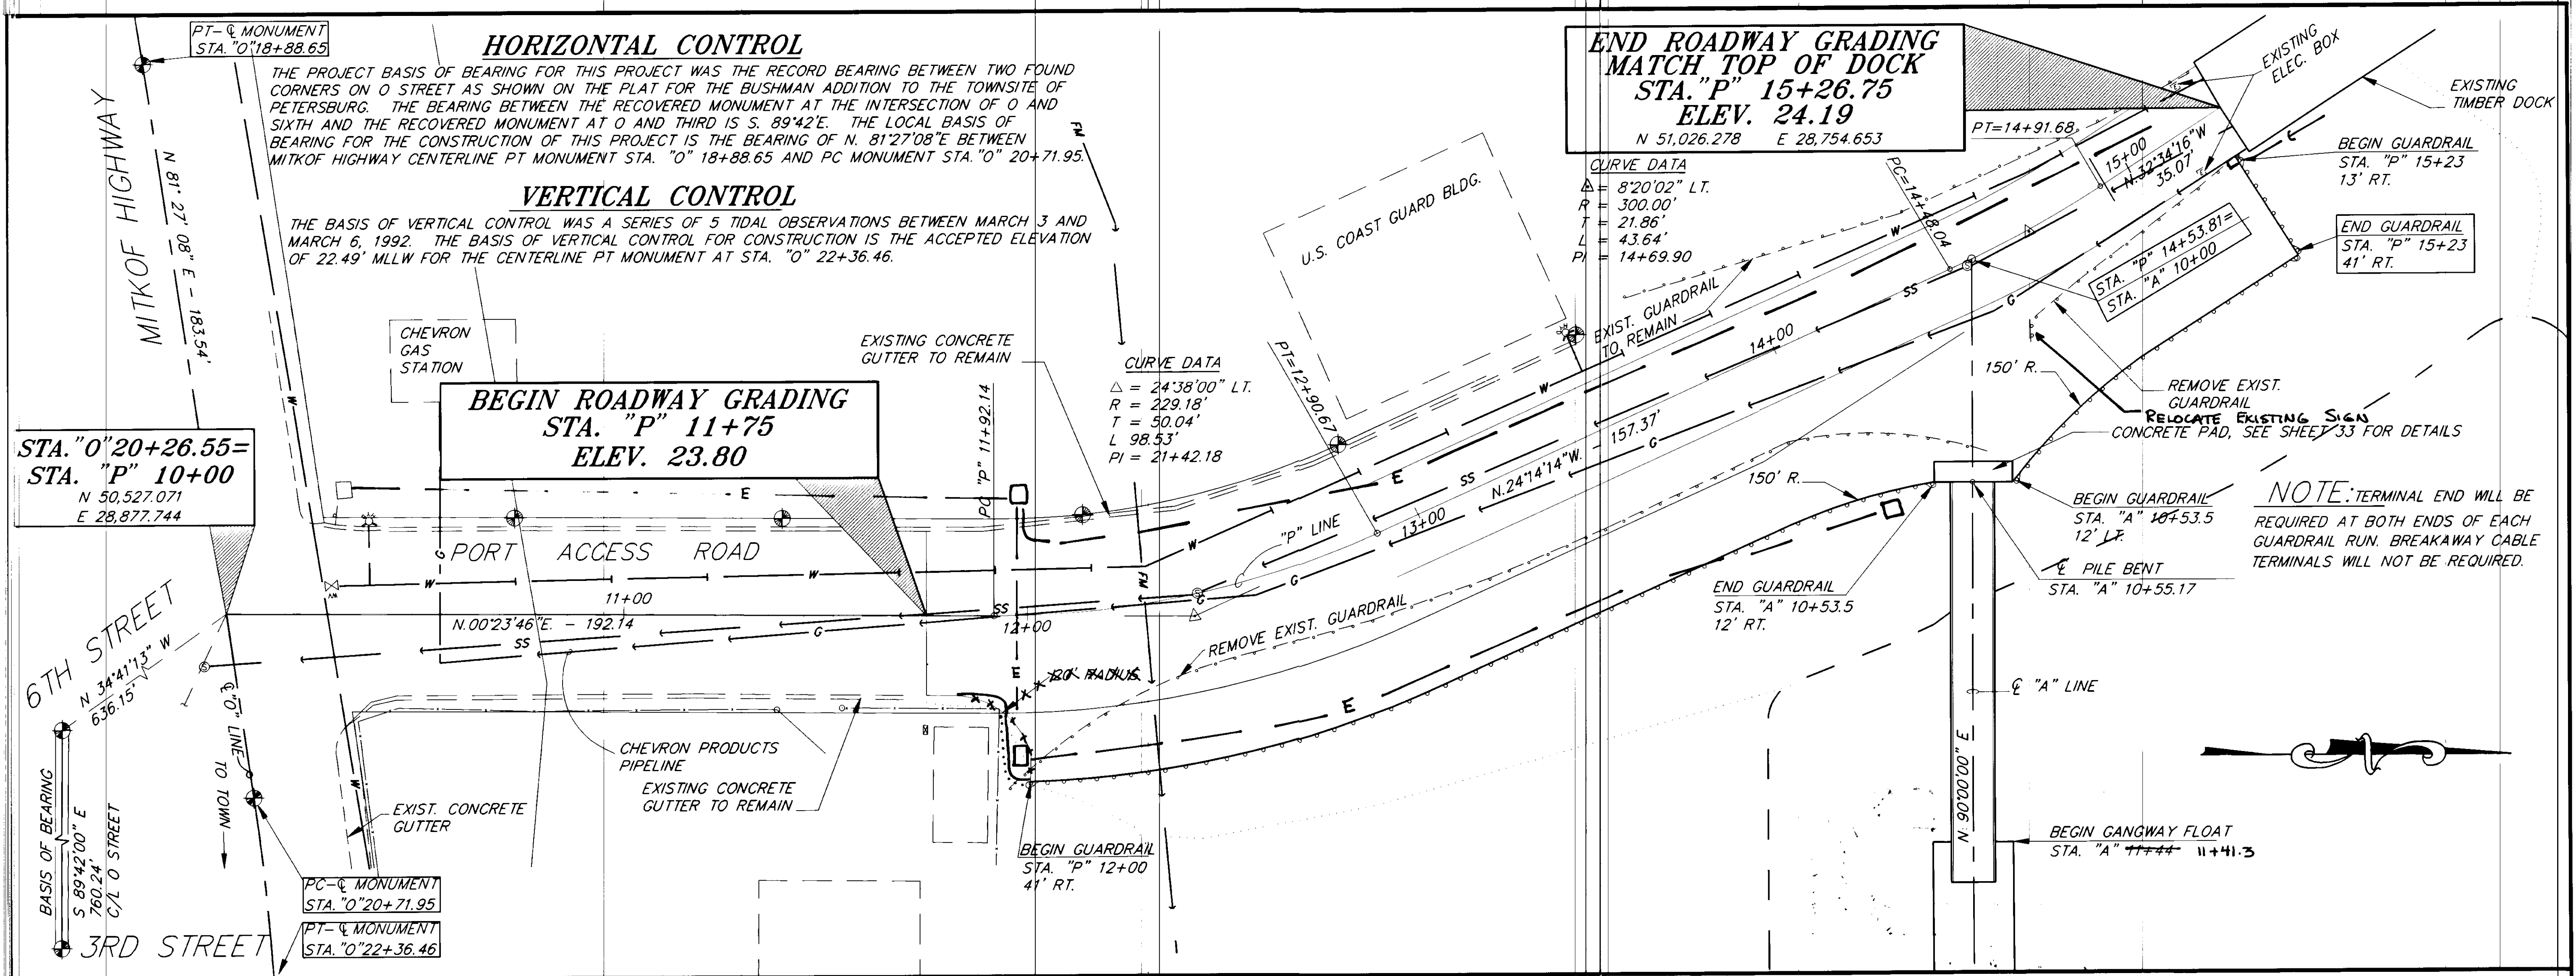 PT-℄ MONUMENT
STA. "O"18+88.65
HORIZONTAL CONTROL
THE PROJECT BASIS OF BEARING FOR THIS PROJECT WAS THE RECORD BEARING BETWEEN TWO FOUND
CORNERS ON O STREET AS SHOWN ON THE PLAT FOR THE BUSHMAN ADDITION TO THE TOWNSITE OF
PETERSBURG. THE BEARING BETWEEN THE RECOVERED MONUMENT AT THE INTERSECTION OF O AND
SIXTH AND THE RECOVERED MONUMENT AT O AND THIRD IS S. 89°42'E. THE LOCAL BASIS OF
BEARING FOR THE CONSTRUCTION OF THIS PROJECT IS THE BEARING OF N. 81°27'08"E BETWEEN
MITKOF HIGHWAY CENTERLINE PT MONUMENT STA. "O" 18+88.65 AND PC MONUMENT STA."O" 20+71.95.
VERTICAL CONTROL
THE BASIS OF VERTICAL CONTROL WAS A SERIES OF 5 TIDAL OBSERVATIONS BETWEEN MARCH 3 AND
MARCH 6, 1992. THE BASIS OF VERTICAL CONTROL FOR CONSTRUCTION IS THE ACCEPTED ELEVATION
OF 22.49' MLLW FOR THE CENTERLINE PT MONUMENT AT STA. "O" 22+36.46.
MITKOF HIGHWAY
N 81° 27' 08" E - 183.54'
FM
END ROADWAY GRADING
MATCH TOP OF DOCK
STA."P" 15+26.75
ELEV. 24.19
N 51,026.278 E 28,754.653
CURVE DATA
Δ = 8°20'02" LT.
R = 300.00'
T = 21.86'
L = 43.64'
PI = 14+69.90
EXISTING
ELEC. BOX
EXISTING
TIMBER DOCK
PT=14+91.68
15+00
N.32°34'16"W
35.07'
BEGIN GUARDRAIL
STA. "P" 15+23
13' RT.
END GUARDRAIL
STA. "P" 15+23
41' RT.
PC=14+48.04
STA. "P" 14+53.81=
STA. "A" 10+00
U.S. COAST GUARD BLDG.
EXIST. GUARDRAIL
TO REMAIN
W
SS
G
14+00
150' R.
REMOVE EXIST.
GUARDRAIL
RELOCATE EXISTING SIGN
CONCRETE PAD, SEE SHEET 33 FOR DETAILS
CHEVRON
GAS
STATION
EXISTING CONCRETE
GUTTER TO REMAIN
CURVE DATA
△ = 24°38'00" LT.
R = 229.18'
T = 50.04'
L 98.53'
PI = 21+42.18
BEGIN ROADWAY GRADING
STA. "P" 11+75
ELEV. 23.80
PC "P" 11+92.14
PT=12+90.67
STA."O"20+26.55=
STA. "P" 10+00
N 50,527.071
E 28,877.744
W
E
W
E
SS
157.37'
N.24°14'14"W.
G
13+00
"P" LINE
150' R.
BEGIN GUARDRAIL
STA. "A" 10+53.5
12' LT.
NOTE: TERMINAL END WILL BE
REQUIRED AT BOTH ENDS OF EACH
GUARDRAIL RUN. BREAKAWAY CABLE
TERMINALS WILL NOT BE REQUIRED.
℄ PILE BENT
STA. "A" 10+55.17
END GUARDRAIL
STA. "A" 10+53.5
12' RT.
G
PORT ACCESS ROAD
W
W
W
FM
G
G
WV
11+00
N.00°23'46"E. - 192.14
SS
12+00
SS
G
REMOVE EXIST. GUARDRAIL
6TH STREET
N 34°41'13" W
636.15'
E
20' RADIUS
E
℄ "A" LINE
N 90°00'00" E
℄ "O" LINE
TO TOWN
CHEVRON PRODUCTS
PIPELINE
EXISTING CONCRETE
GUTTER TO REMAIN
W
EXIST. CONCRETE
GUTTER
BASIS OF BEARING
S 89°42'00" E
760.24'
C/L O STREET
BEGIN GUARDRAIL
STA. "P" 12+00
41' RT.
BEGIN GANGWAY FLOAT
STA. "A" 11+44 11+41.3
PC-℄ MONUMENT
STA."O"20+71.95
PT-℄ MONUMENT
STA."O"22+36.46
3RD STREET